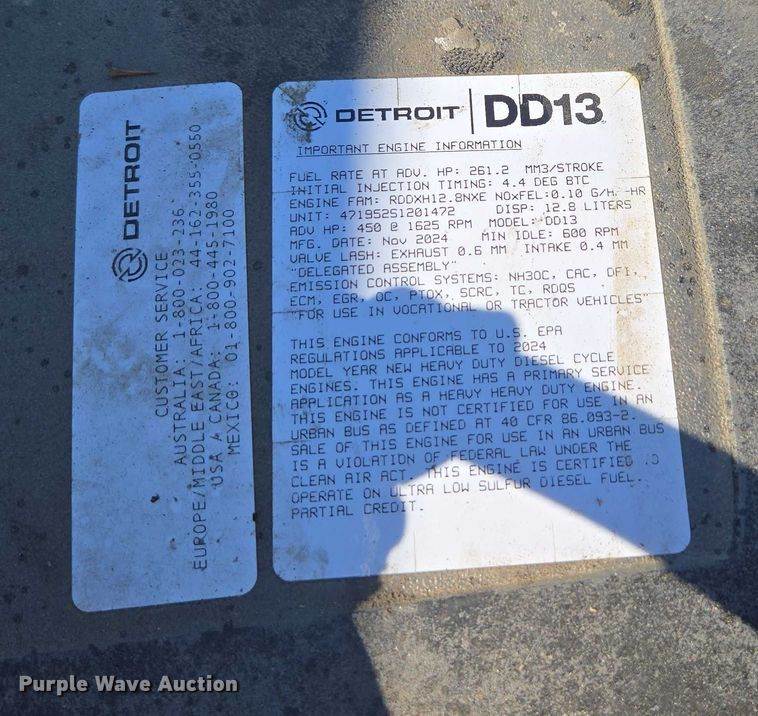 DETROIT
CUSTOMER SERVICE
AUSTRALIA: 1-800-023-236
EUROPE/MIDDLE EAST/AFRICA: 44-162-355-0550
USA & CANADA: 1-800-445-1980
MEXICO: 01-800-902-7100
DETROIT DD13
IMPORTANT ENGINE INFORMATION
FUEL RATE AT ADV. HP: 261.2 MM3/STROKE
INITIAL INJECTION TIMING: 4.4 DEG BTC
ENGINE FAM: RDDXH12.8NXE NOxFEL:0.10 G/H. -HR
UNIT: 471952S1201472 DISP: 12.8 LITERS
ADV HP: 450 @ 1625 RPM MODEL: DD13
MFG. DATE: Nov 2024 MIN IDLE: 600 RPM
VALVE LASH: EXHAUST 0.6 MM INTAKE 0.4 MM
"DELEGATED ASSEMBLY"
EMISSION CONTROL SYSTEMS: NH3OC, CAC, DFI,
ECM, EGR, OC, PTOX, SCRC, TC, RDQS
"FOR USE IN VOCATIONAL OR TRACTOR VEHICLES"
THIS ENGINE CONFORMS TO U.S. EPA
REGULATIONS APPLICABLE TO 2024
MODEL YEAR NEW HEAVY DUTY DIESEL CYCLE
ENGINES. THIS ENGINE HAS A PRIMARY SERVICE
APPLICATION AS A HEAVY HEAVY DUTY ENGINE.
THIS ENGINE IS NOT CERTIFIED FOR USE IN AN
URBAN BUS AS DEFINED AT 40 CFR 86.093-2.
SALE OF THIS ENGINE FOR USE IN AN URBAN BUS
IS A VIOLATION OF FEDERAL LAW UNDER THE
CLEAN AIR ACT. THIS ENGINE IS CERTIFIED
OPERATE ON ULTRA LOW SULFUR DIESEL FUEL.
PARTIAL CREDIT.
Purple Wave Auction